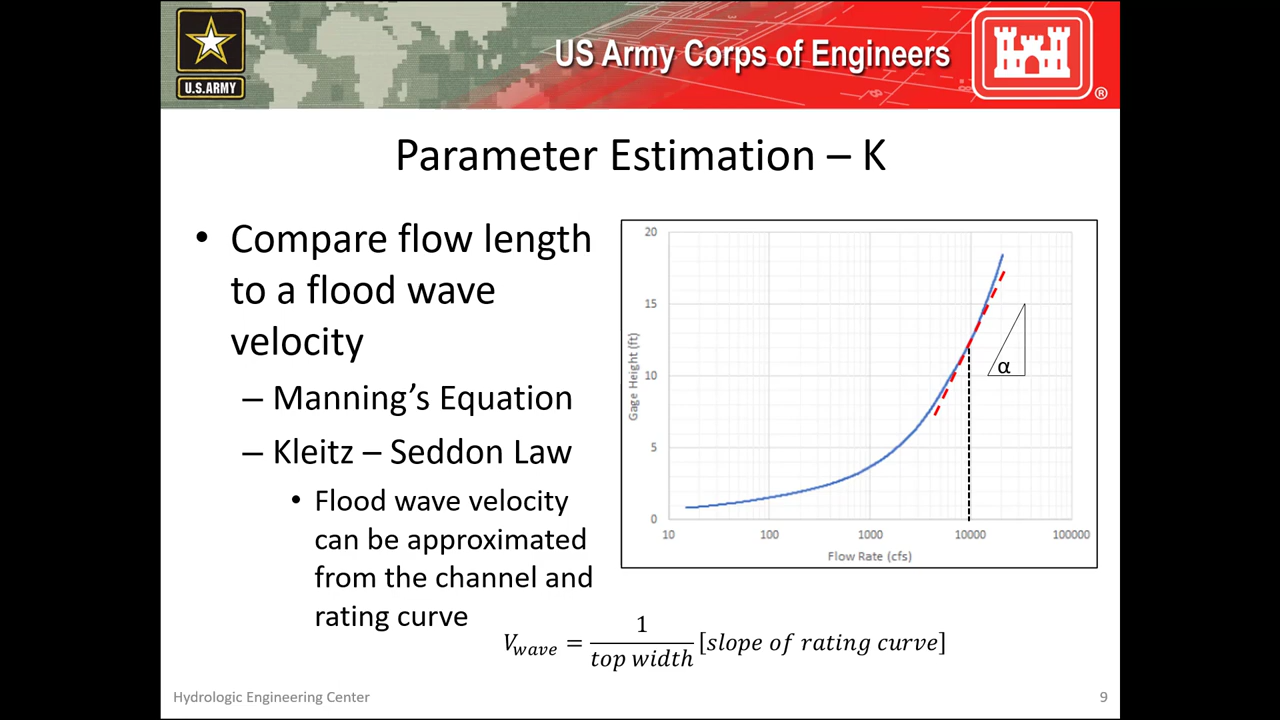 U.S.ARMY
US Army Corps of Engineers
®
Parameter Estimation – K
• Compare flow length
to a flood wave
velocity
– Manning's Equation
– Kleitz – Seddon Law
• Flood wave velocity
can be approximated
from the channel and
rating curve
20
15
10
5
0
Gage Height (ft)
α
10 100 1000 10000 100000
Flow Rate (cfs)
V_wave = 1 / top width [slope of rating curve]
Hydrologic Engineering Center
9